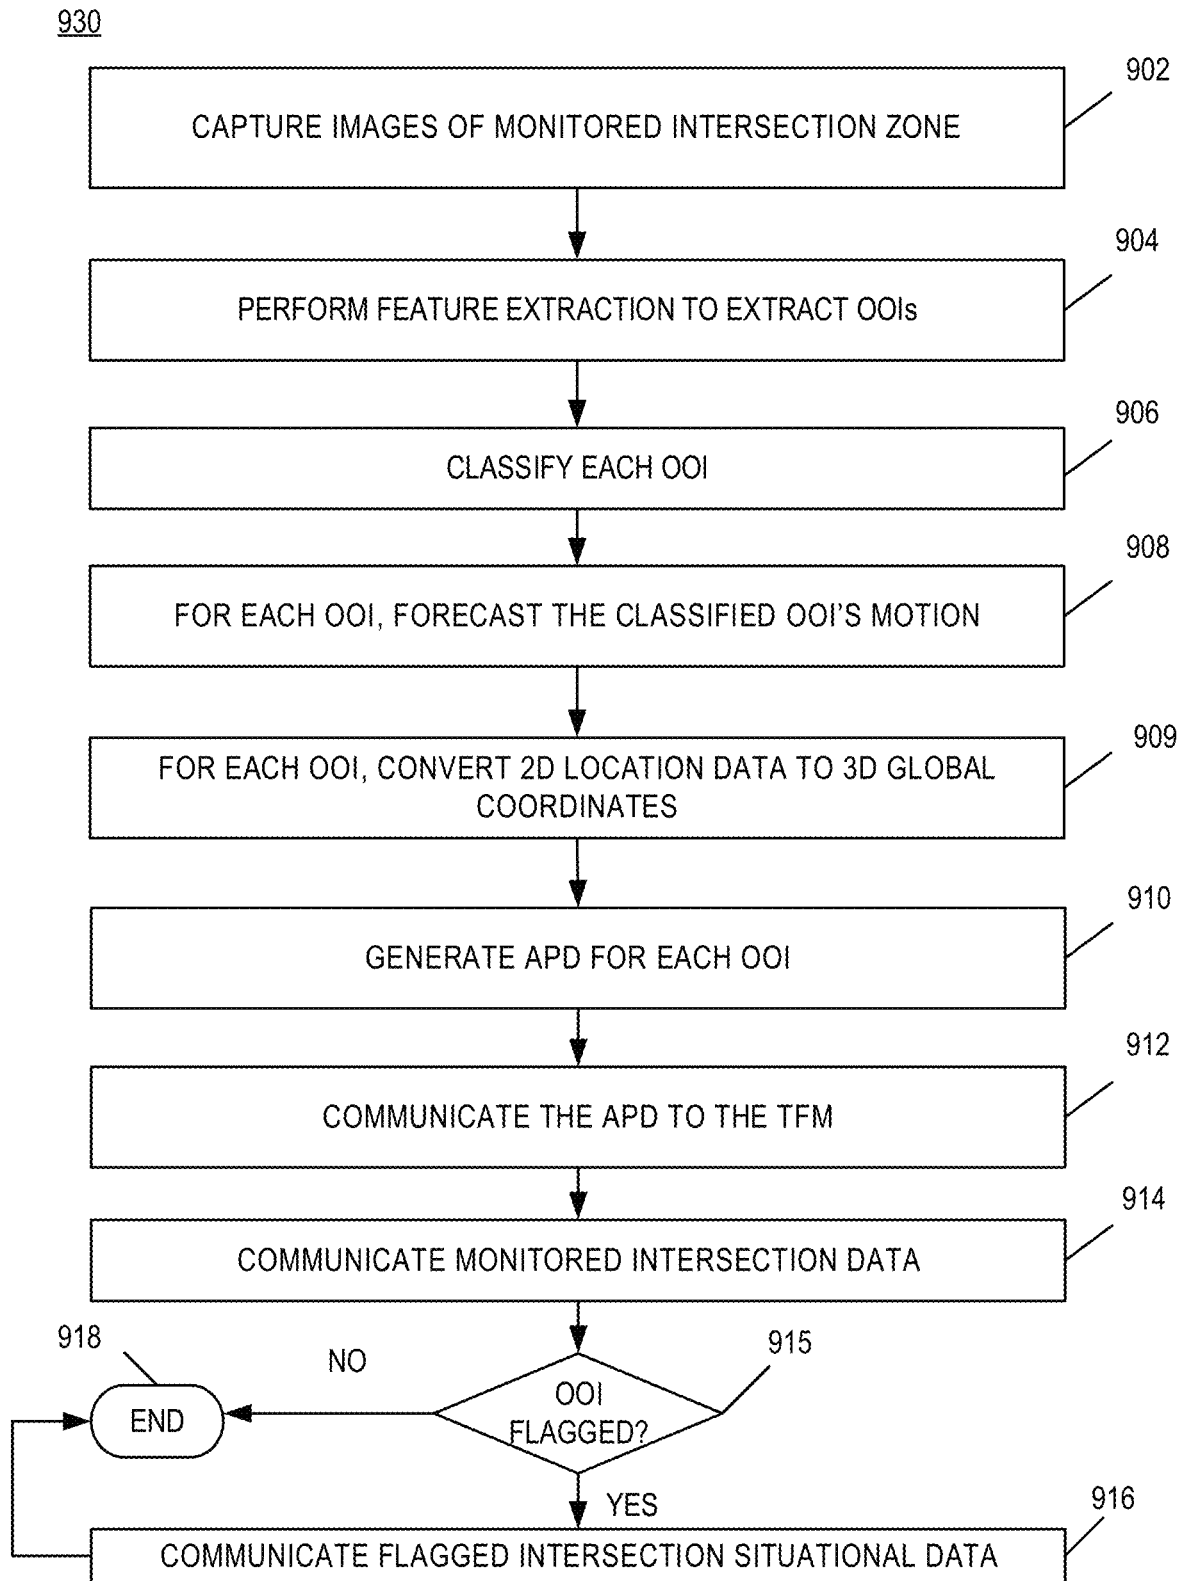 930
902
CAPTURE IMAGES OF MONITORED INTERSECTION ZONE
904
PERFORM FEATURE EXTRACTION TO EXTRACT OOIs
906
CLASSIFY EACH OOI
908
FOR EACH OOI, FORECAST THE CLASSIFIED OOI'S MOTION
909
FOR EACH OOI, CONVERT 2D LOCATION DATA TO 3D GLOBAL
COORDINATES
910
GENERATE APD FOR EACH OOI
912
COMMUNICATE THE APD TO THE TFM
914
COMMUNICATE MONITORED INTERSECTION DATA
918
NO
915
END
OOI
FLAGGED?
YES
916
COMMUNICATE FLAGGED INTERSECTION SITUATIONAL DATA